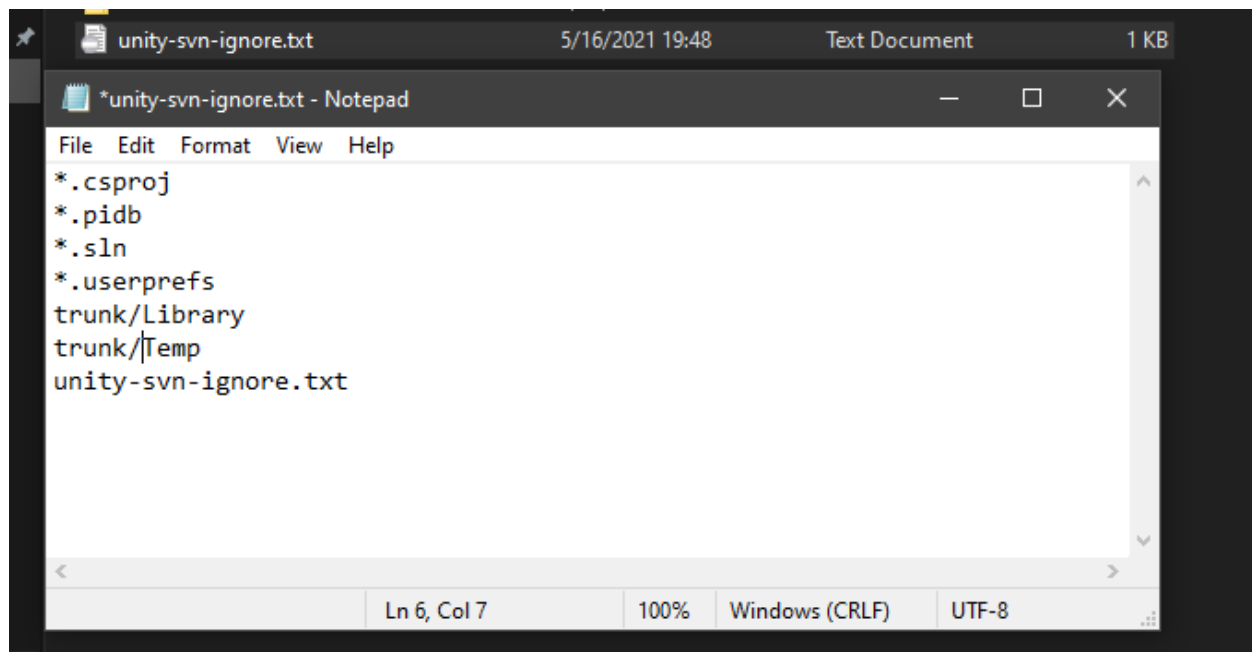 unity-svn-ignore.txt 5/16/2021 19:48 Text Document 1 KB
*unity-svn-ignore.txt - Notepad
File Edit Format View Help
*.csproj
*.pidb
*.sln
*.userprefs
trunk/Library
trunk/Temp
unity-svn-ignore.txt
Ln 6, Col 7 100% Windows (CRLF) UTF-8